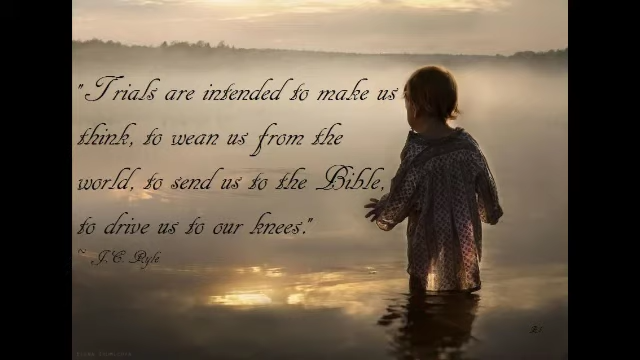 "Trials are intended to make us
think, to wean us from the
world, to send us to the Bible,
to drive us to our knees."
~ J.C. Ryle